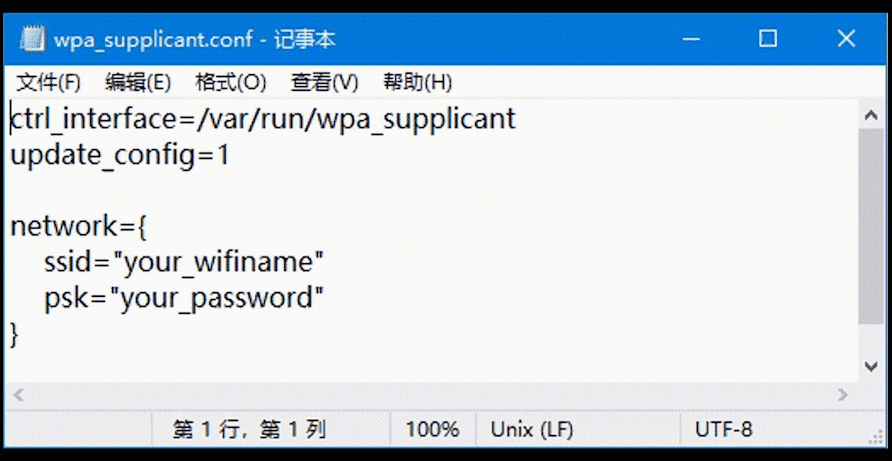 wpa_supplicant.conf - 记事本
文件(F) 编辑(E) 格式(O) 查看(V) 帮助(H)
ctrl_interface=/var/run/wpa_supplicant
update_config=1
network={
ssid="your_wifiname"
psk="your_password"
}
第 1 行，第 1 列 100% Unix (LF) UTF-8